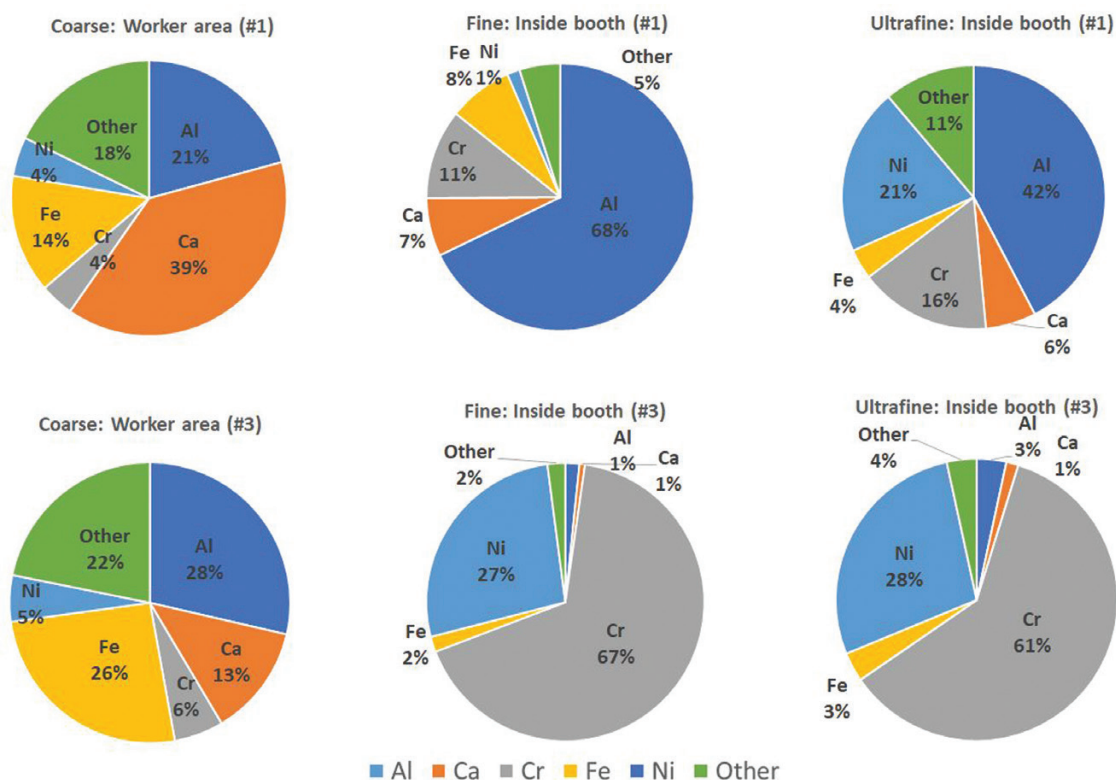 Coarse: Worker area (#1)
Other
18%
Al
21%
Ni
4%
Fe
14%
Cr
4%
Ca
39%
Fine: Inside booth (#1)
Fe
8%
Ni
1%
Other
5%
Cr
11%
Ca
7%
Al
68%
Ultrafine: Inside booth (#1)
Other
11%
Ni
21%
Al
42%
Fe
4%
Cr
16%
Ca
6%
Coarse: Worker area (#3)
Other
22%
Al
28%
Ni
5%
Fe
26%
Cr
6%
Ca
13%
Fine: Inside booth (#3)
Other
2%
Al
1%
Ca
1%
Ni
27%
Fe
2%
Cr
67%
Ultrafine: Inside booth (#3)
Other
4%
Al
3%
Ca
1%
Ni
28%
Fe
3%
Cr
61%
Al Ca Cr Fe Ni Other